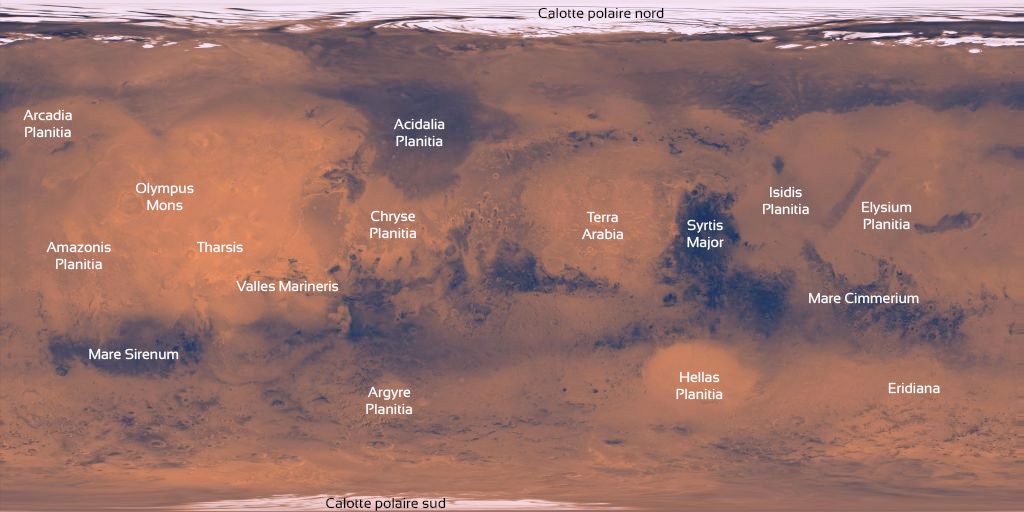 Calotte polaire nord
Arcadia
Planitia
Acidalia
Planitia
Olympus
Mons
Isidis
Planitia
Elysium
Planitia
Chryse
Planitia
Terra
Arabia
Syrtis
Major
Amazonis
Planitia
Tharsis
Valles Marineris
Mare Cimmerium
Mare Sirenum
Hellas
Planitia
Eridiana
Argyre
Planitia
Calotte polaire sud